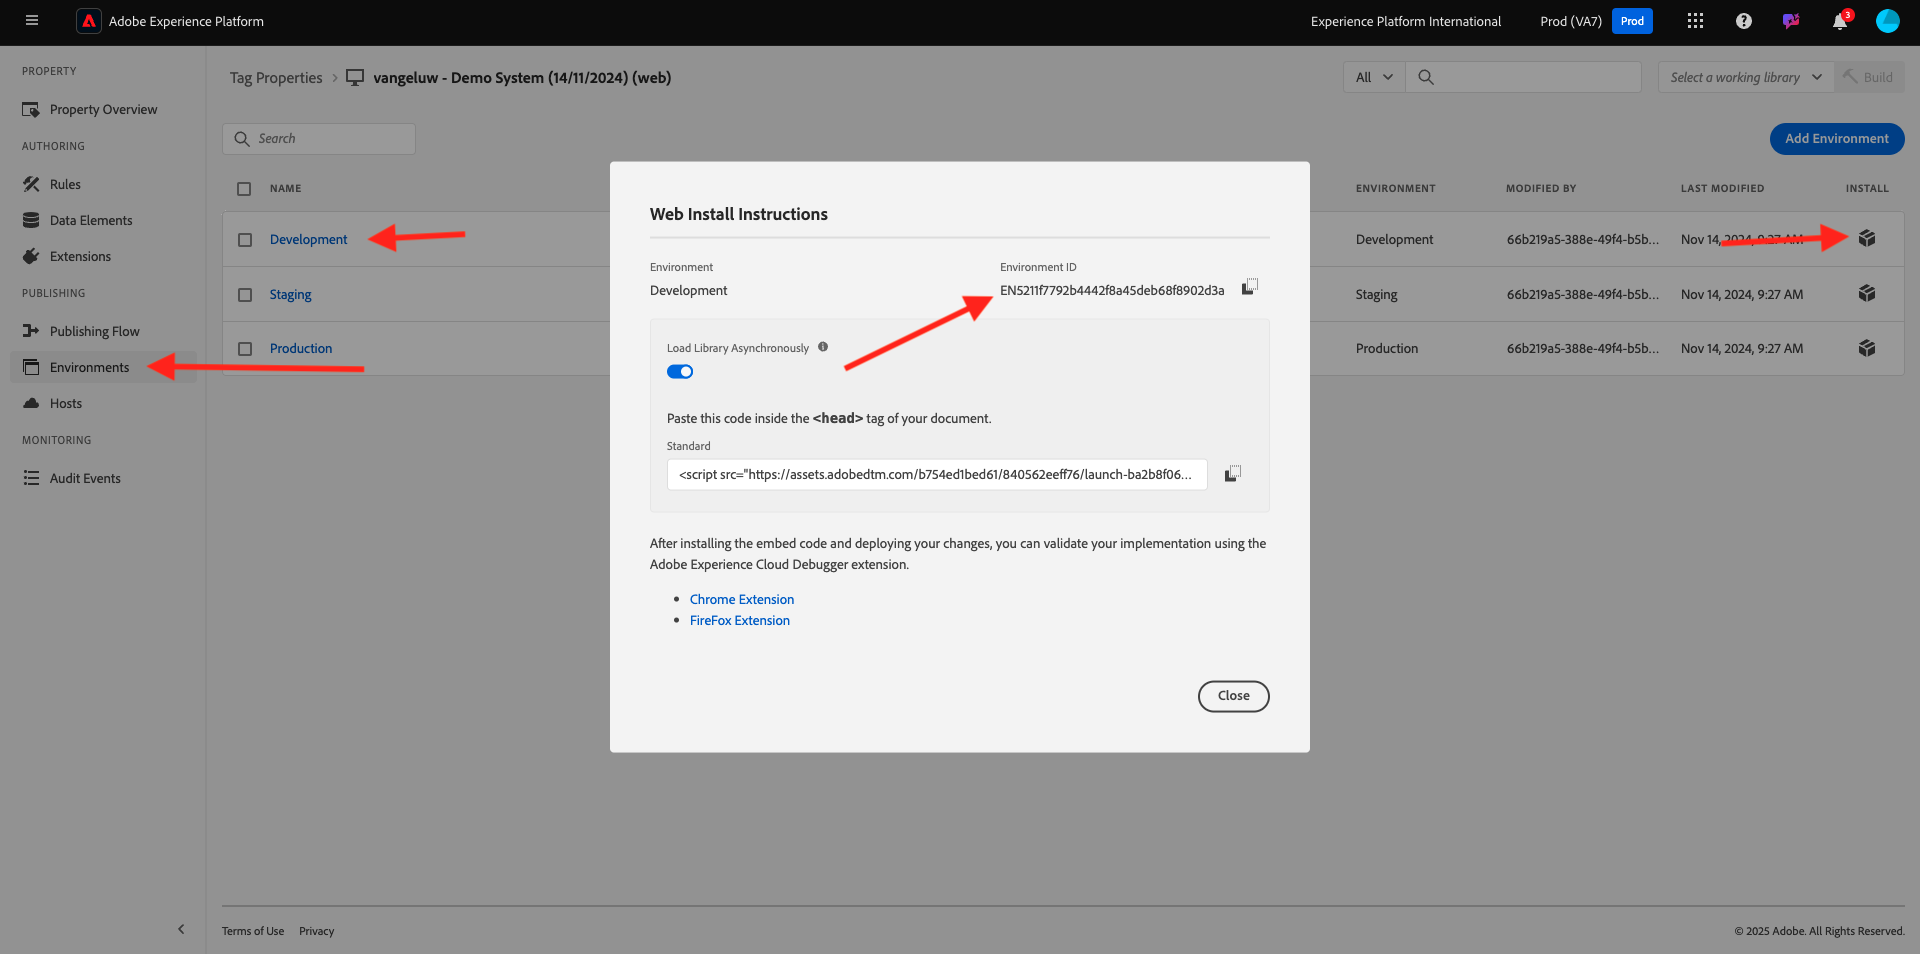 Adobe Experience Platform
Experience Platform International
Prod (VA7)
Prod
3
PROPERTY
Property Overview
AUTHORING
Rules
Data Elements
Extensions
PUBLISHING
Publishing Flow
Environments
Hosts
MONITORING
Audit Events
Tag Properties
vangeluw - Demo System (14/11/2024) (web)
All
Select a working library
Build
Search
Add Environment
NAME
ENVIRONMENT
MODIFIED BY
LAST MODIFIED
INSTALL
Development
Development
66b219a5-388e-49f4-b5b...
Nov 14, 2024, 9:27 AM
Staging
Staging
66b219a5-388e-49f4-b5b...
Nov 14, 2024, 9:27 AM
Production
Production
66b219a5-388e-49f4-b5b...
Nov 14, 2024, 9:27 AM
Web Install Instructions
Environment
Development
Environment ID
EN5211f7792b4442f8a45deb68f8902d3a
Load Library Asynchronously
Paste this code inside the <head> tag of your document.
Standard
<script src="https://assets.adobedtm.com/b754ed1bed61/840562eeff76/launch-ba2b8f06...
After installing the embed code and deploying your changes, you can validate your implementation using the
Adobe Experience Cloud Debugger extension.
Chrome Extension
FireFox Extension
Close
Terms of Use
Privacy
© 2025 Adobe. All Rights Reserved.